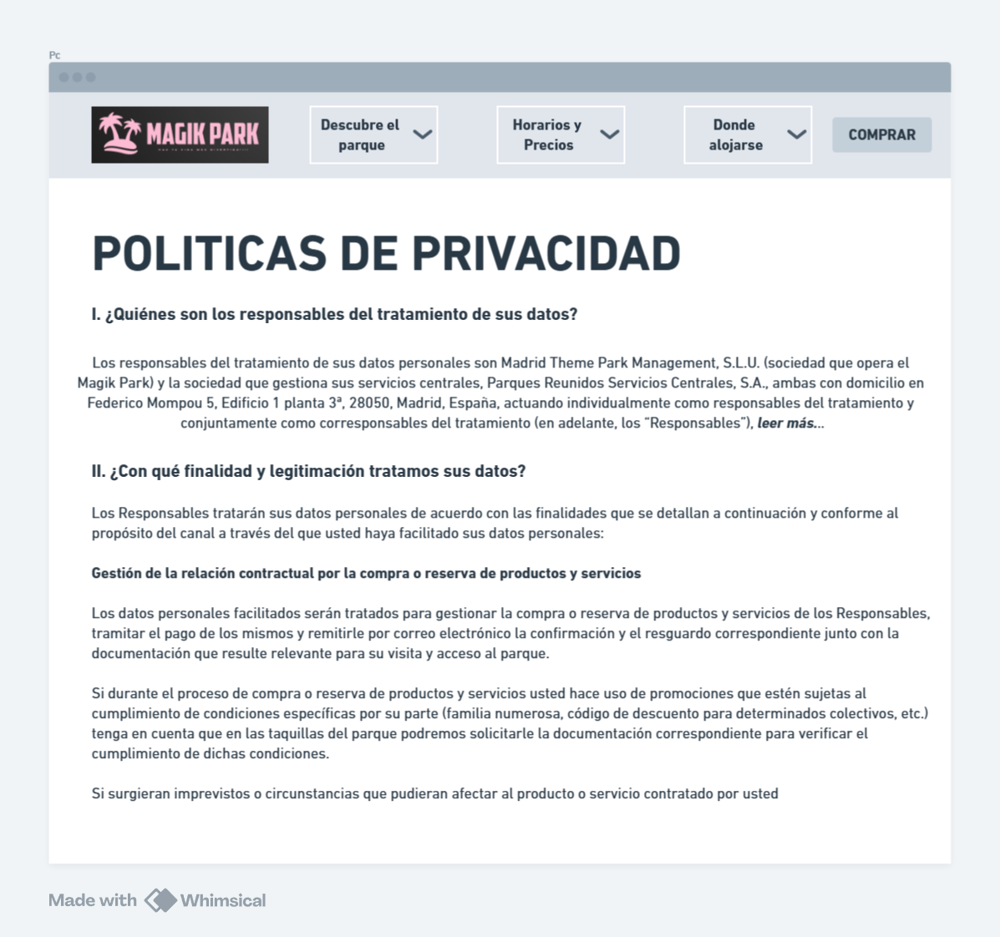 Pc
MAGIK PARK
Descubre el
parque
Horarios y
Precios
Donde
alojarse
COMPRAR
POLITICAS DE PRIVACIDAD
I. ¿Quiénes son los responsables del tratamiento de sus datos?
Los responsables del tratamiento de sus datos personales son Madrid Theme Park Management, S.L.U. (sociedad que opera el
Magik Park) y la sociedad que gestiona sus servicios centrales, Parques Reunidos Servicios Centrales, S.A., ambas con domicilio en
Federico Mompou 5, Edificio 1 planta 3ª, 28050, Madrid, España, actuando individualmente como responsables del tratamiento y
conjuntamente como corresponsables del tratamiento (en adelante, los “Responsables”), leer más...
II. ¿Con qué finalidad y legitimación tratamos sus datos?
Los Responsables tratarán sus datos personales de acuerdo con las finalidades que se detallan a continuación y conforme al
propósito del canal a través del que usted haya facilitado sus datos personales:
Gestión de la relación contractual por la compra o reserva de productos y servicios
Los datos personales facilitados serán tratados para gestionar la compra o reserva de productos y servicios de los Responsables,
tramitar el pago de los mismos y remitirle por correo electrónico la confirmación y el resguardo correspondiente junto con la
documentación que resulte relevante para su visita y acceso al parque.
Si durante el proceso de compra o reserva de productos y servicios usted hace uso de promociones que estén sujetas al
cumplimiento de condiciones específicas por su parte (familia numerosa, código de descuento para determinados colectivos, etc.)
tenga en cuenta que en las taquillas del parque podremos solicitarle la documentación correspondiente para verificar el
cumplimiento de dichas condiciones.
Si surgieran imprevistos o circunstancias que pudieran afectar al producto o servicio contratado por usted
Made with Whimsical